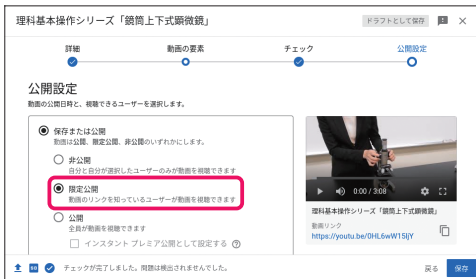 理科基本操作シリーズ「鏡筒上下式顕微鏡」
ドラフトとして保存
詳細
動画の要素
チェック
公開設定
公開設定
動画の公開日時と、視聴できるユーザーを選択します。
保存または公開
動画は公開、限定公開、非公開のいずれかにします。
非公開
自分と自分が選択したユーザーのみが動画を視聴できます
限定公開
動画のリンクを知っているユーザーが動画を視聴できます
公開
全員が動画を視聴できます
インスタント プレミア公開として設定する
0:00 / 3:08
理科基本操作シリーズ「鏡筒上下式顕微鏡」
動画リンク
https://youtu.be/0HL6wW15ljY
チェックが完了しました。問題は検出されませんでした。
戻る
保存